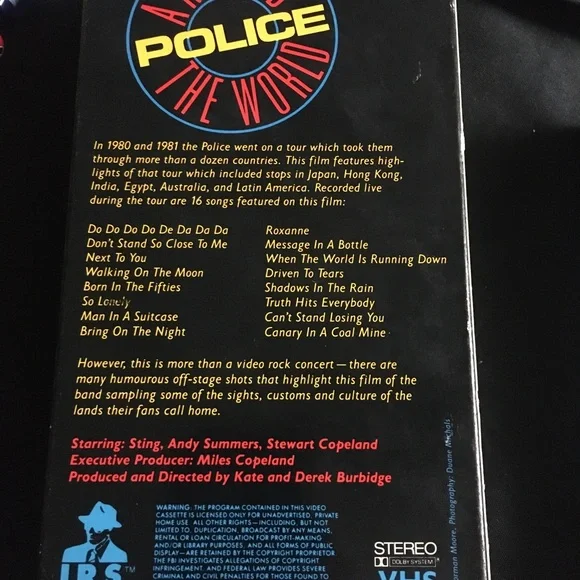 POLICE
THE WORLD
In 1980 and 1981 the Police went on a tour which took them
through more than a dozen countries. This film features high-
lights of that tour which included stops in Japan, Hong Kong,
India, Egypt, Australia, and Latin America. Recorded live
during the tour are 16 songs featured on this film:
Do Do Do Do De Da Da Da
Don't Stand So Close To Me
Next To You
Walking On The Moon
Born In The Fifties
So Lonely
Man In A Suitcase
Bring On The Night
Roxanne
Message In A Bottle
When The World Is Running Down
Driven To Tears
Shadows In The Rain
Truth Hits Everybody
Can't Stand Losing You
Canary In A Coal Mine
However, this is more than a video rock concert — there are
many humourous off-stage shots that highlight this film of the
band sampling some of the sights, customs and culture of the
lands their fans call home.
Starring: Sting, Andy Summers, Stewart Copeland
Executive Producer: Miles Copeland
Produced and Directed by Kate and Derek Burbidge
WARNING: THE PROGRAM CONTAINED IN THIS VIDEO
CASSETTE IS LICENSED ONLY FOR UNADVERTISED, PRIVATE
HOME USE. ALL OTHER RIGHTS—INCLUDING, BUT NOT
LIMITED TO: DUPLICATION, BROADCAST BY ANY MEANS,
RENTAL OR LOAN CIRCULATION FOR PROFIT-MAKING
AND/OR LIBRARY PURPOSES, AND ALL FORMS OF PUBLIC
DISPLAY—ARE RETAINED BY THE COPYRIGHT PROPRIETOR.
THE FBI INVESTIGATES ALLEGATIONS OF COPYRIGHT
INFRINGEMENT, AND FEDERAL LAW PROVIDES SEVERE
CRIMINAL AND CIVIL PENALTIES FOR THOSE FOUND TO
I.R.S.™
STEREO
DOLBY SYSTEM
VHS
Moore, Photography: Duane Michals